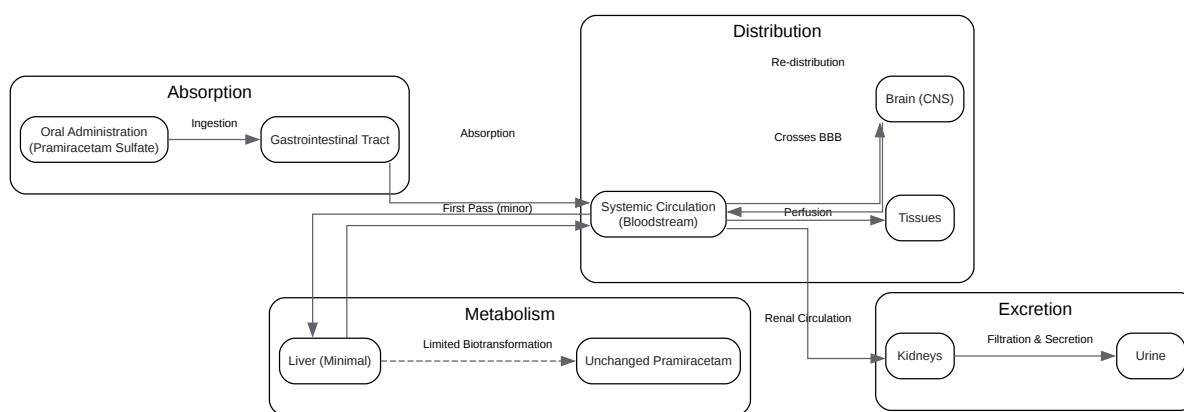 Distribution
Re-distribution
Absorption
Brain (CNS)
Ingestion
Oral Administration
(Pramiracetam Sulfate)
Gastrointestinal Tract
Absorption
Crosses BBB
First Pass (minor)
Systemic Circulation
(Bloodstream)
Perfusion
Tissues
Metabolism
Excretion
Renal Circulation
Liver (Minimal)
Limited Biotransformation
Unchanged Pramiracetam
Kidneys
Filtration & Secretion
Urine